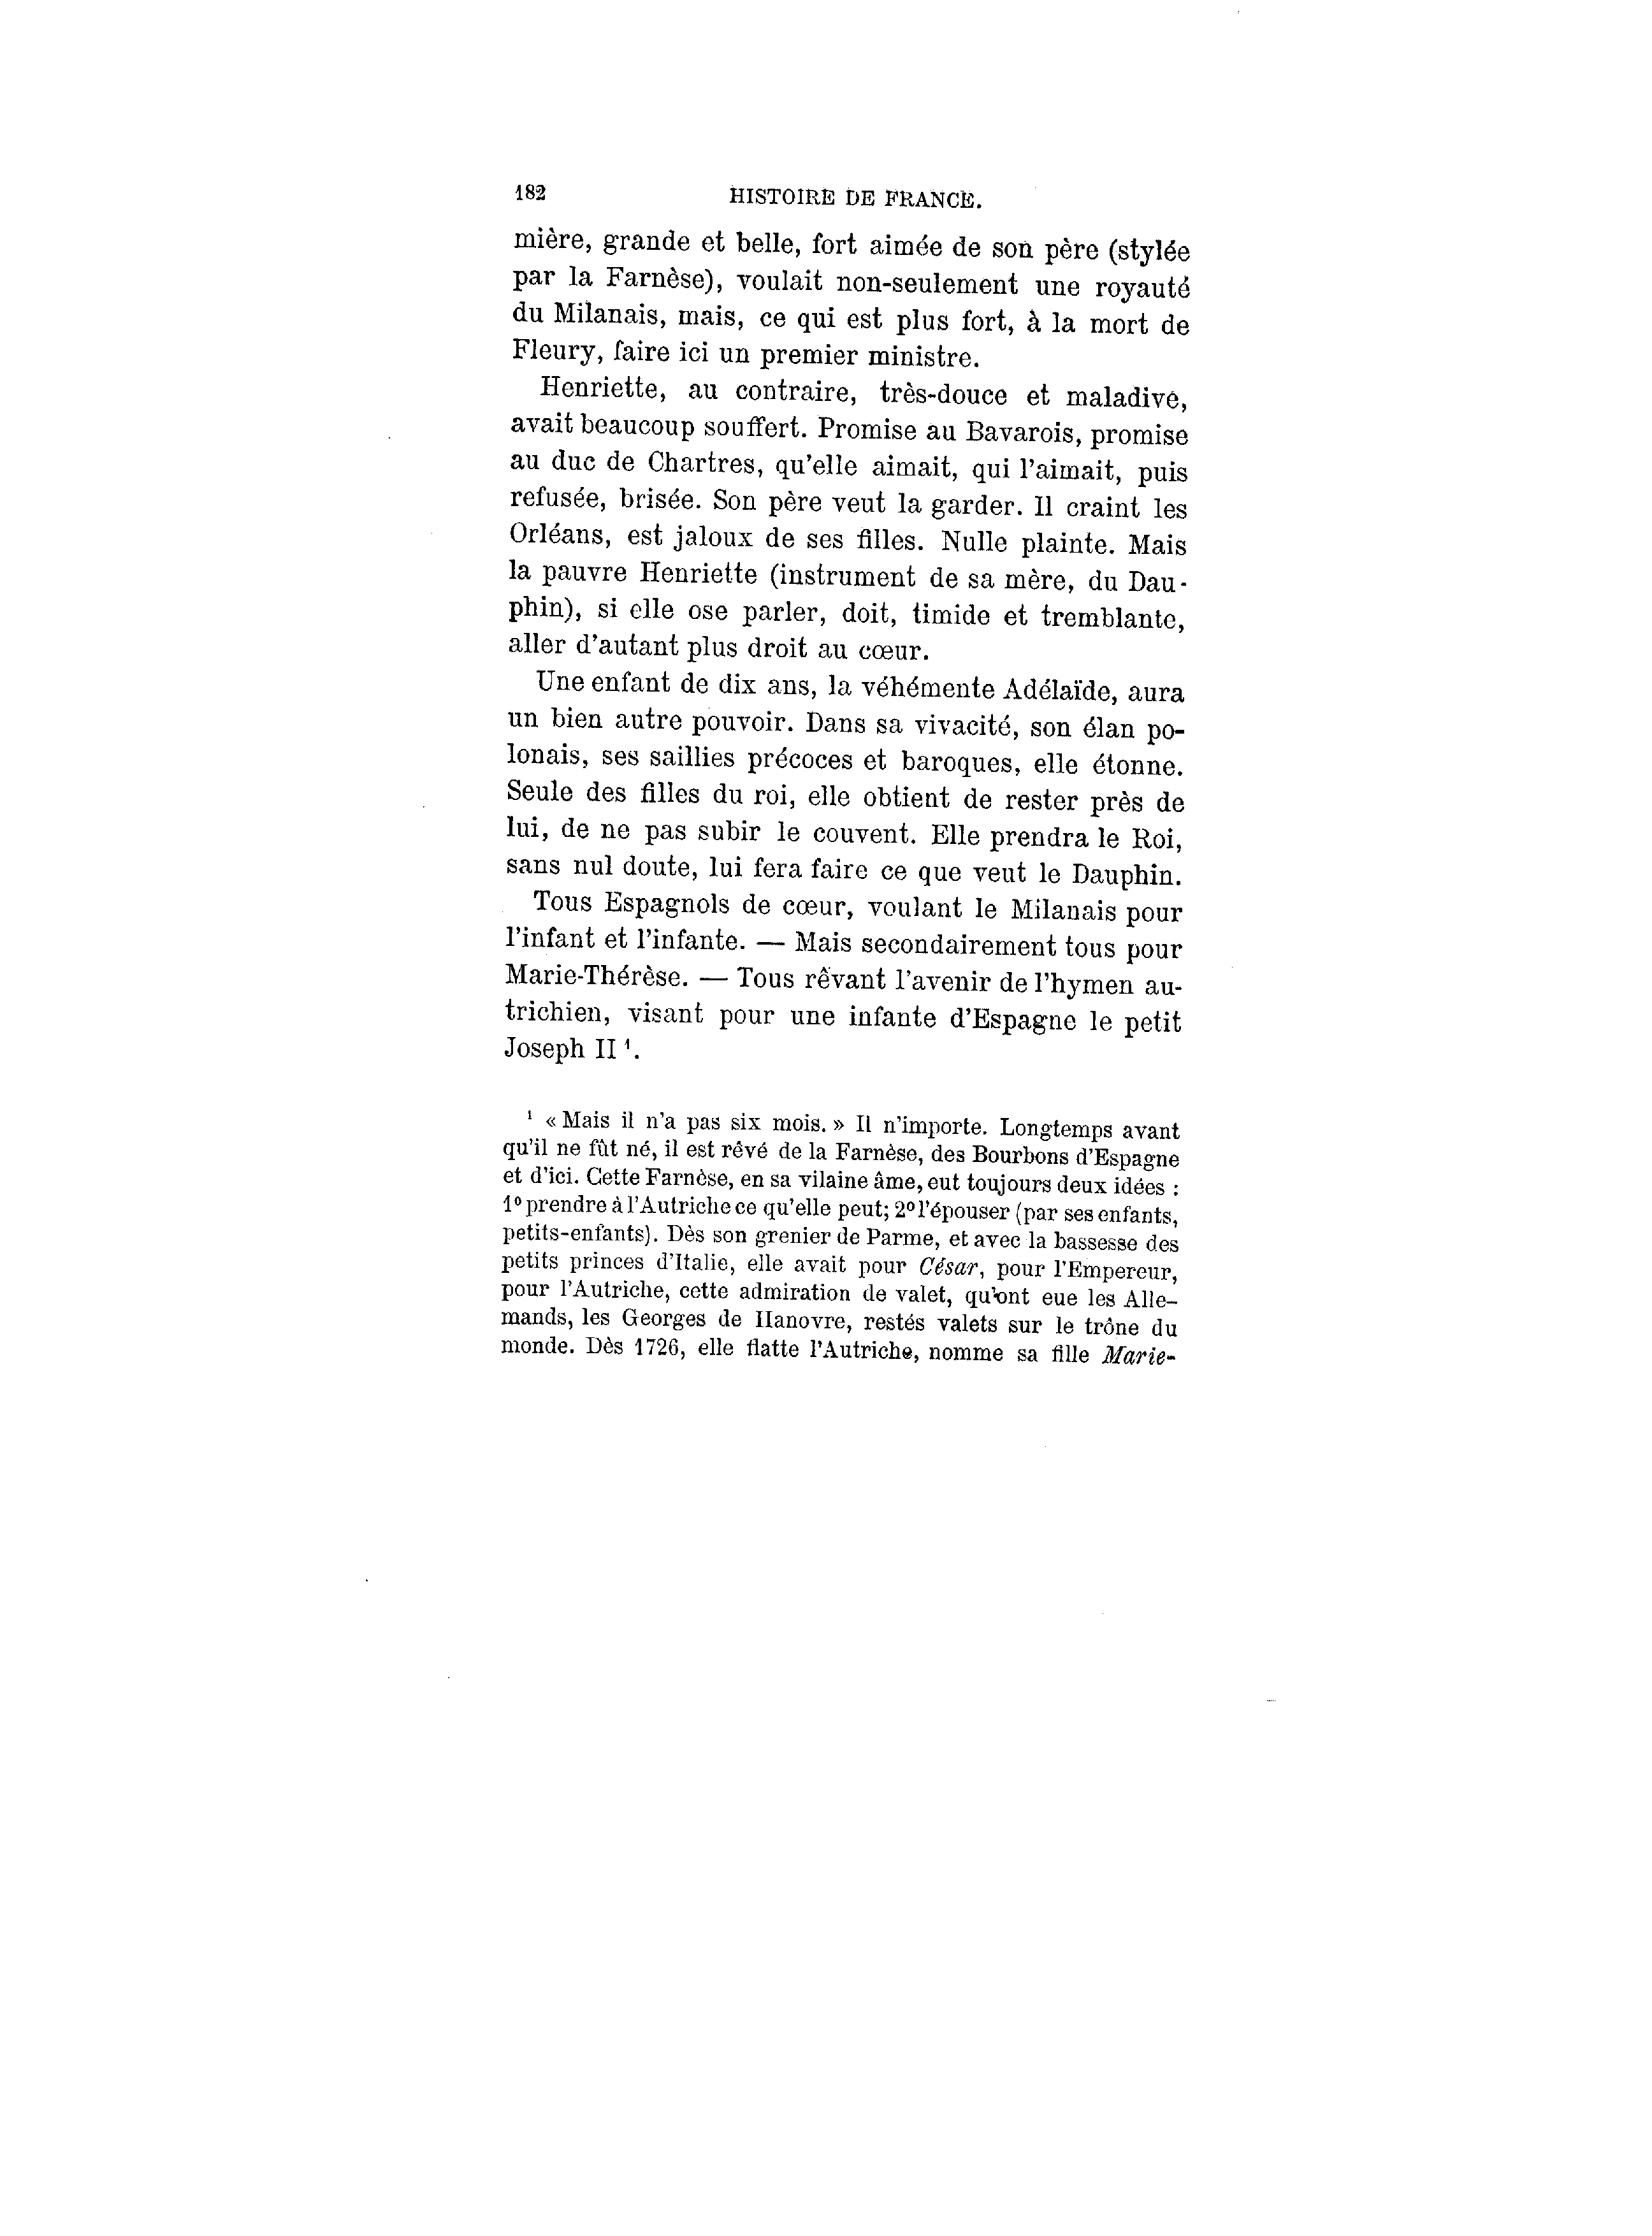 182 HISTOIRE DE FRANCE.
mière, grande et belle, fort aimée de son père (stylée
par la Farnèse), voulait non-seulement une royauté
du Milanais, mais, ce qui est plus fort, à la mort de
Fleury, faire ici un premier ministre.
Henriette, au contraire, très-douce et maladive,
avait beaucoup souffert. Promise au Bavarois, promise
au duc de Chartres, qu'elle aimait, qui l'aimait, puis
refusée, brisée. Son père veut la garder. Il craint les
Orléans, est jaloux de ses filles. Nulle plainte. Mais
la pauvre Henriette (instrument de sa mère, du Dau-
phin), si elle ose parler, doit, timide et tremblante,
aller d'autant plus droit au cœur.
Une enfant de dix ans, la véhémente Adélaïde, aura
un bien autre pouvoir. Dans sa vivacité, son élan po-
lonais, ses saillies précoces et baroques, elle étonne.
Seule des filles du roi, elle obtient de rester près de
lui, de ne pas subir le couvent. Elle prendra le Roi,
sans nul doute, lui fera faire ce que veut le Dauphin.
Tous Espagnols de cœur, voulant le Milanais pour
l'infant et l'infante. — Mais secondairement tous pour
Marie-Thérèse. — Tous rêvant l'avenir de l'hymen au-
trichien, visant pour une infante d'Espagne le petit
Joseph II ¹.
¹ « Mais il n'a pas six mois. » Il n'importe. Longtemps avant
qu'il ne fût né, il est rêvé de la Farnèse, des Bourbons d'Espagne
et d'ici. Cette Farnèse, en sa vilaine âme, eut toujours deux idées :
1° prendre à l'Autriche ce qu'elle peut; 2° l'épouser (par ses enfants,
petits-enfants). Dès son grenier de Parme, et avec la bassesse des
petits princes d'Italie, elle avait pour César, pour l'Empereur,
pour l'Autriche, cette admiration de valet, qu'ont eue les Alle-
mands, les Georges de Hanovre, restés valets sur le trône du
monde. Dès 1726, elle flatte l'Autriche, nomme sa fille Marie-